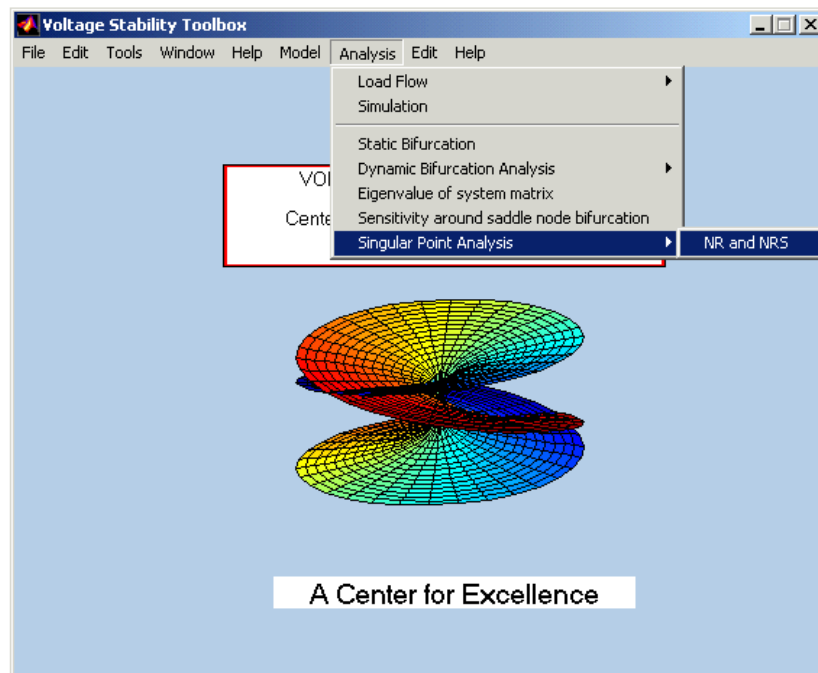 Voltage Stability Toolbox
File Edit Tools Window Help Model Analysis Edit Help
Load Flow
Simulation
Static Bifurcation
Dynamic Bifurcation Analysis
Eigenvalue of system matrix
Sensitivity around saddle node bifurcation
Singular Point Analysis
NR and NRS
A Center for Excellence